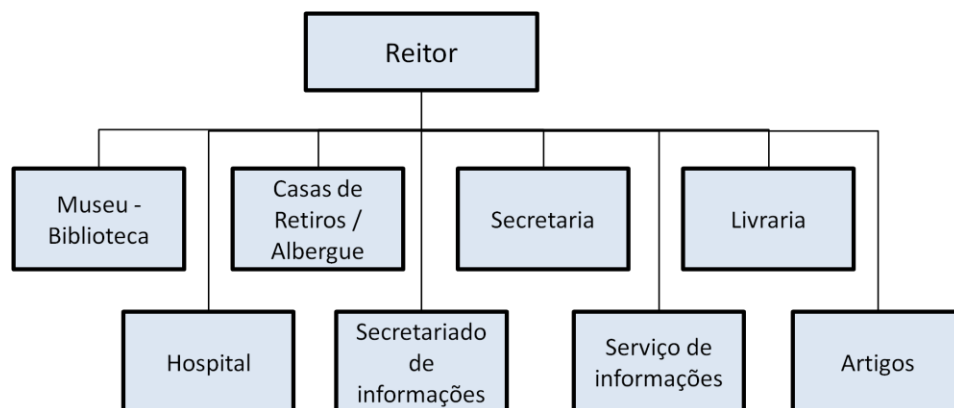 Reitor
Museu -
Biblioteca
Casas de
Retiros /
Albergue
Secretaria
Livraria
Hospital
Secretariado
de
informações
Serviço de
informações
Artigos